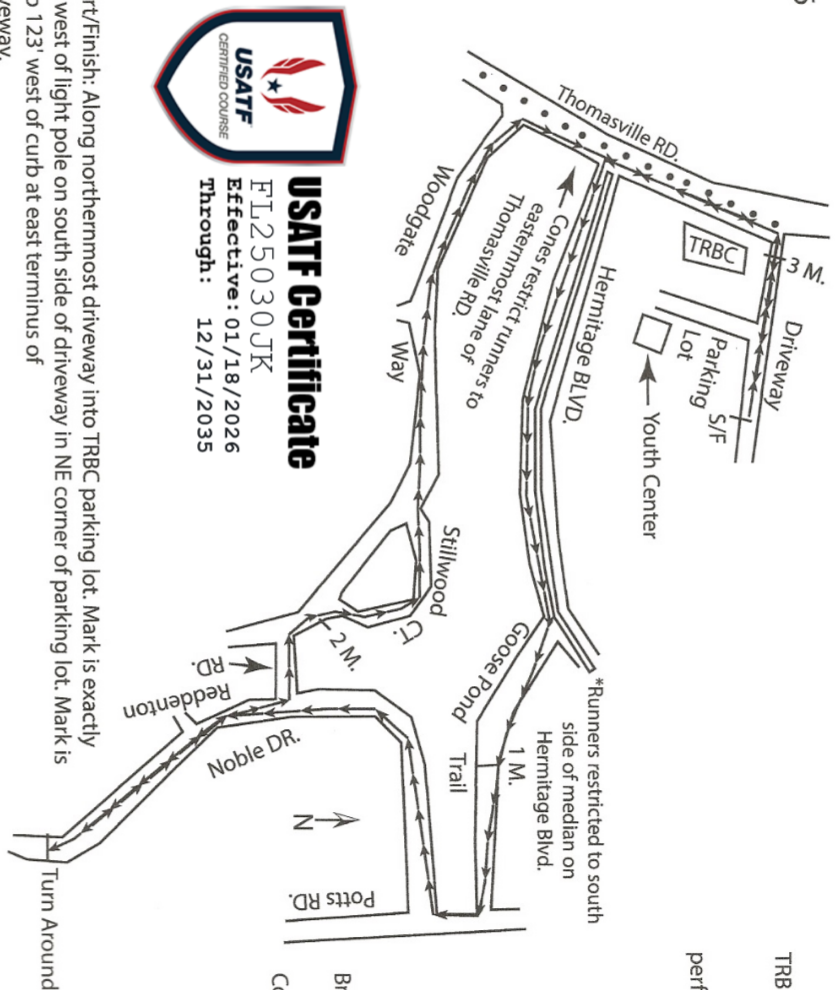 Thomasville RD.
TRBC
3 M.
Driveway
S/F
Parking
Lot
Youth Center
Hermitage BLVD.
Cones restrict runners to
easternmost lane of
Thomasville RD.
Woodgate
Way
Stillwood
CT.
2 M.
Goose Pond
Trail
1 M.
*Runners restricted to south
side of median on
Hermitage Blvd.
Reddenton
RD.
Noble DR.
N
Potts RD.
Turn Around
USATF
CERTIFIED COURSE
USATF Certificate
FL25030JK
Effective: 01/18/2026
Through: 12/31/2035
rt/Finish: Along northernmost driveway into TRBC parking lot. Mark is exactly
west of light pole on south side of driveway in NE corner of parking lot. Mark is
o 123' west of curb at east terminus of
veway.
TRB
perf
Br
Co